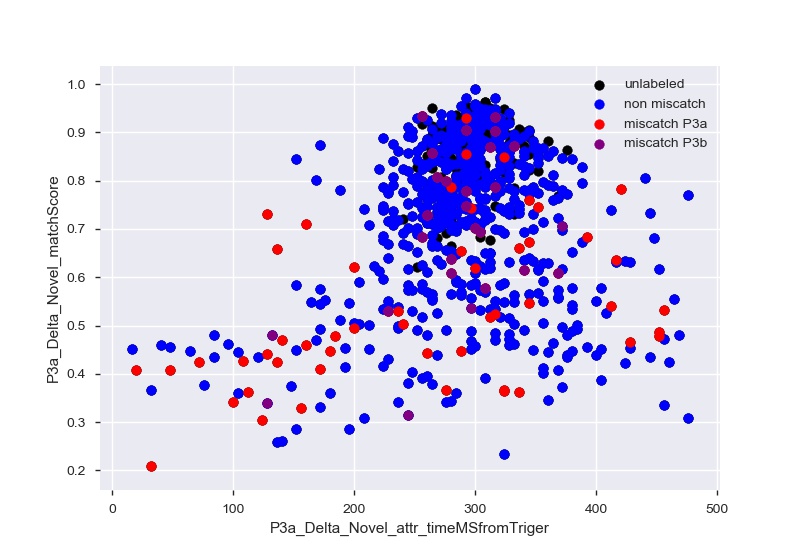 1.0
0.9
0.8
0.7
0.6
0.5
0.4
0.3
0.2
P3a_Delta_Novel_matchScore
unlabeled
non miscatch
miscatch P3a
miscatch P3b
0 100 200 300 400 500
P3a_Delta_Novel_attr_timeMSfromTriger